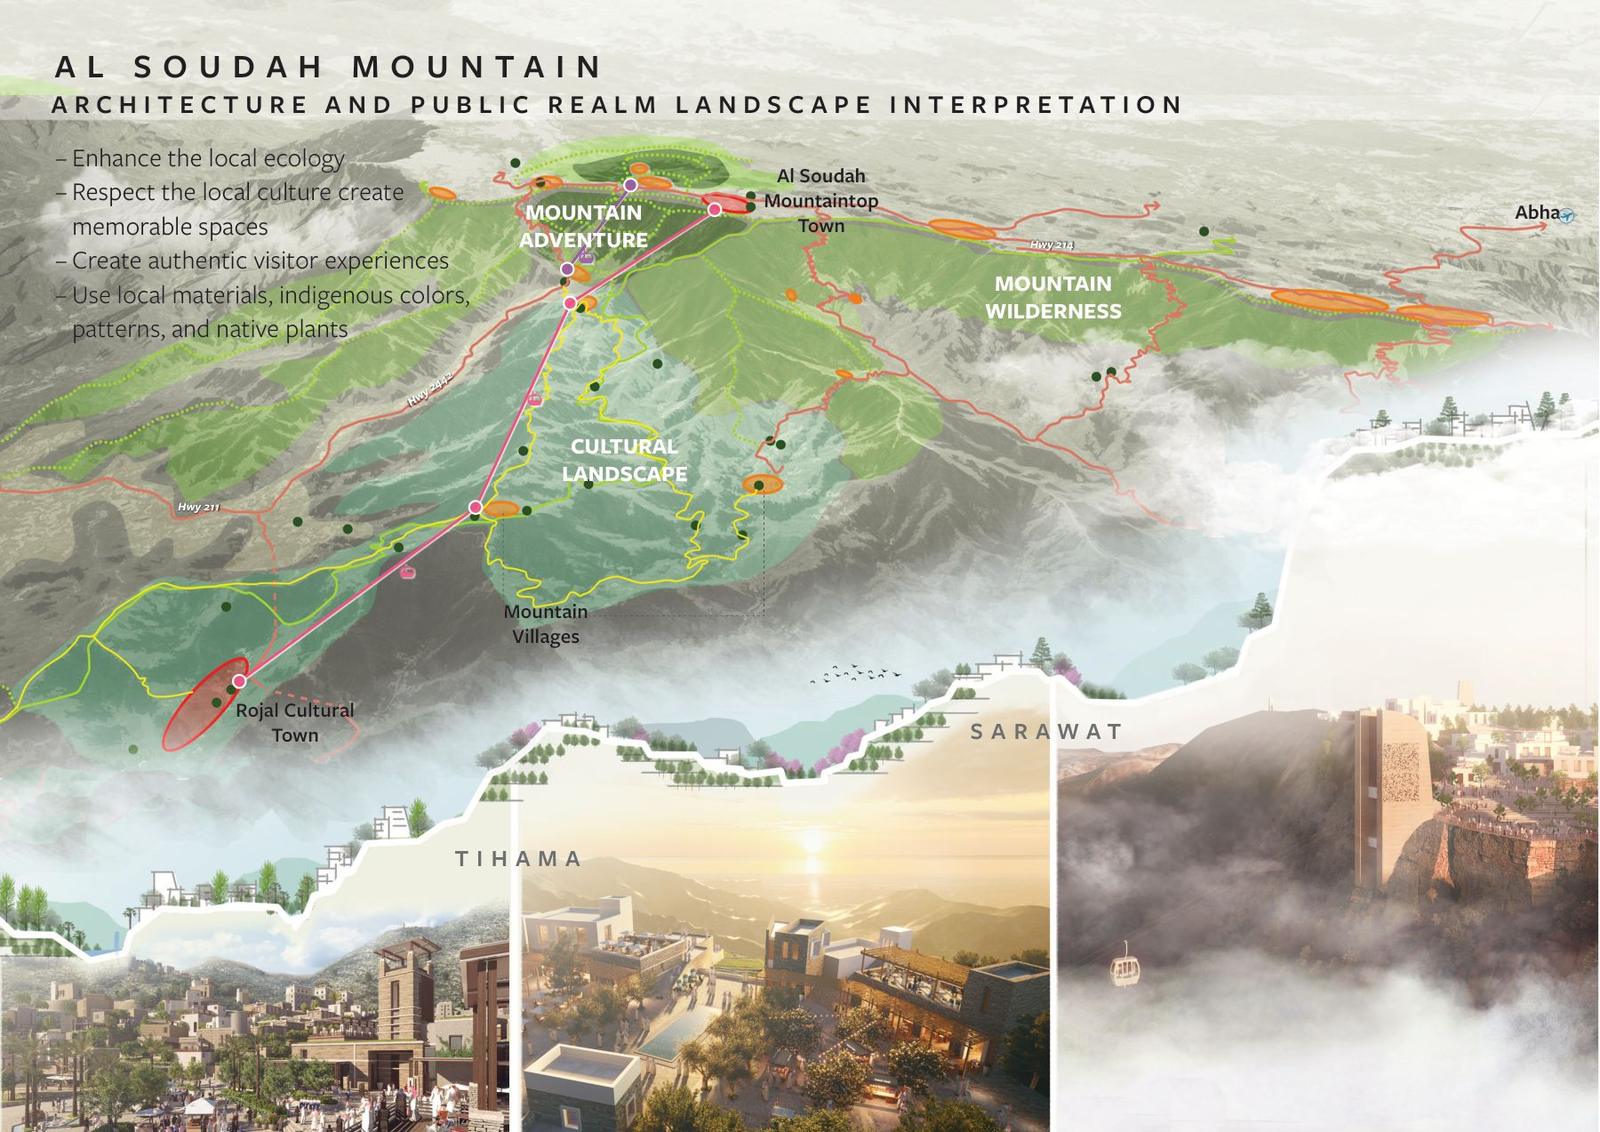 AL SOUDAH MOUNTAIN
ARCHITECTURE AND PUBLIC REALM LANDSCAPE INTERPRETATION
– Enhance the local ecology
– Respect the local culture create
memorable spaces
– Create authentic visitor experiences
– Use local materials, indigenous colors,
patterns, and native plants
Al Soudah
Mountaintop
Town
MOUNTAIN
ADVENTURE
Abha
Hwy 214
MOUNTAIN
WILDERNESS
Hwy 2442
CULTURAL
LANDSCAPE
Hwy 211
Mountain
Villages
Rojal Cultural
Town
SARAWAT
TIHAMA